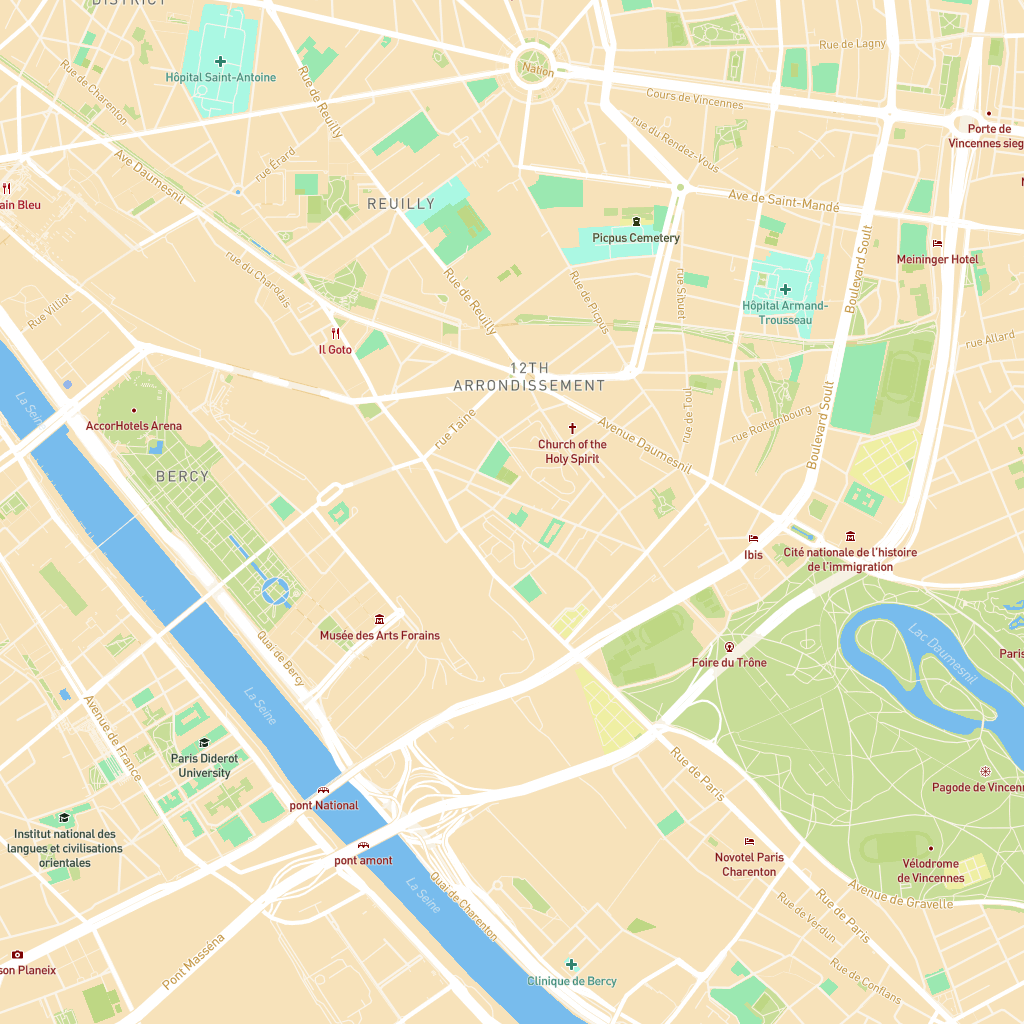 DISTRICT
Hôpital Saint-Antoine
Rue de Charenton
Rue de Reuilly
Nation
Rue de Lagny
Cours de Vincennes
rue du Rendez-Vous
Porte de
Vincennes sieg
Ave Daumesnil
rue Érard
REUILLY
ain Bleu
Ave de Saint-Mandé
Picpus Cemetery
Meininger Hotel
Boulevard Soult
rue du Charolais
Rue de Reuilly
Rue de Picpus
rue Sibuet
Hôpital Armand-
Trousseau
Rue Villiot
Il Goto
rue Allard
12TH
ARRONDISSEMENT
La Seine
AccorHotels Arena
rue Taine
Church of the
Holy Spirit
Avenue Daumesnil
rue de Toul
rue Rottembourg
Boulevard Soult
BERCY
Ibis
Cité nationale de l'histoire
de l'immigration
Musée des Arts Forains
Foire du Trône
Lac Daumesnil
Paris
Quai de Bercy
La Seine
Avenue de France
Paris Diderot
University
Rue de Paris
Pagode de Vincenn
pont National
Institut national des
langues et civilisations
orientales
pont amont
Novotel Paris
Charenton
Vélodrome
de Vincennes
La Seine
Quai de Charenton
Avenue de Gravelle
Rue de Verdun
Rue de Paris
Pont Masséna
son Planeix
Clinique de Bercy
Rue de Conflans